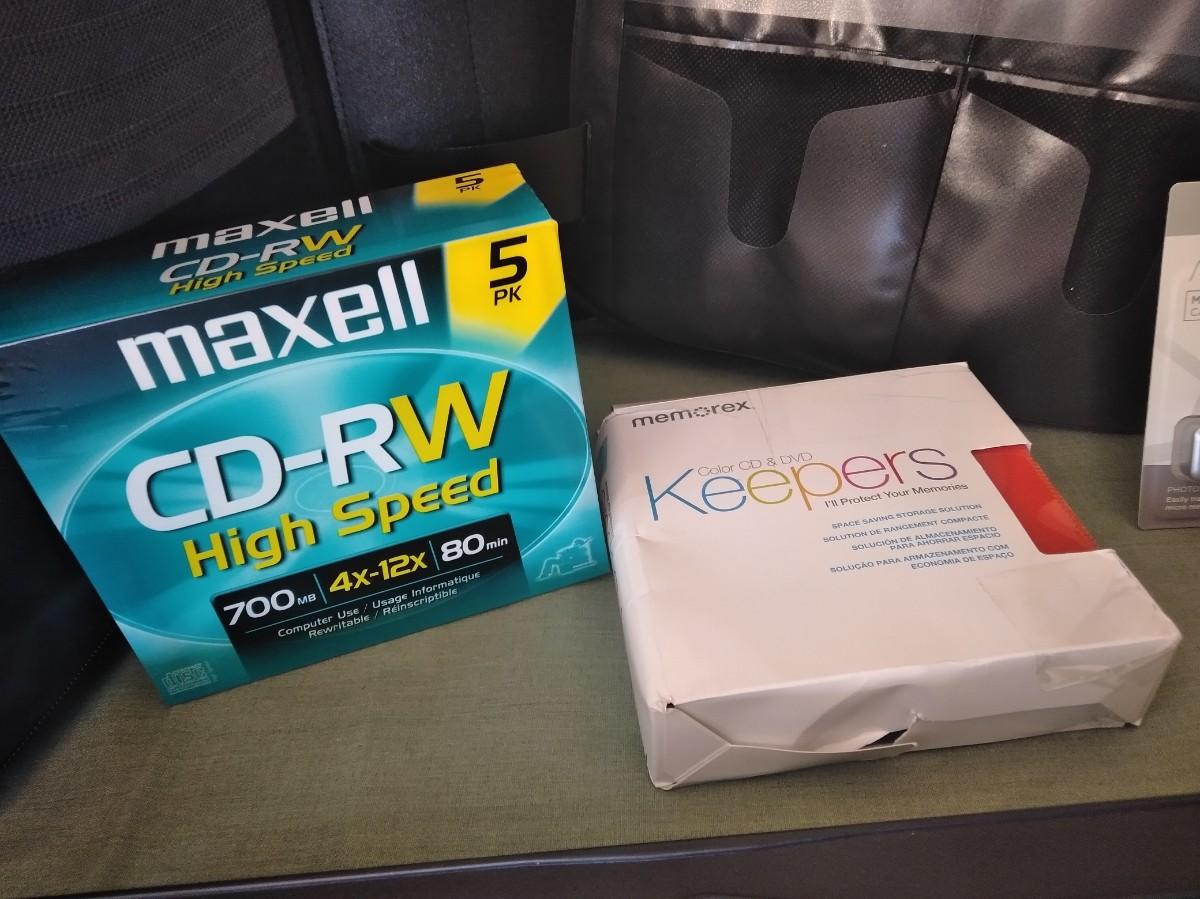 maxell
CD-RW
High Speed
5
PK
maxell
5
PK
CD-RW
High Speed
700 MB
4x-12x
80 min
Computer Use / Usage Informatique
Rewritable / Réinscriptible
memorex
Color CD & DVD
Keepers
I'll Protect Your Memories
SPACE SAVING STORAGE SOLUTION
SOLUTION DE RANGEMENT COMPACTE
SOLUCIÓN DE ALMACENAMIENTO
PARA AHORRAR ESPACIO
SOLUÇÃO PARA ARMAZENAMENTO COM
ECONOMIA DE ESPAÇO